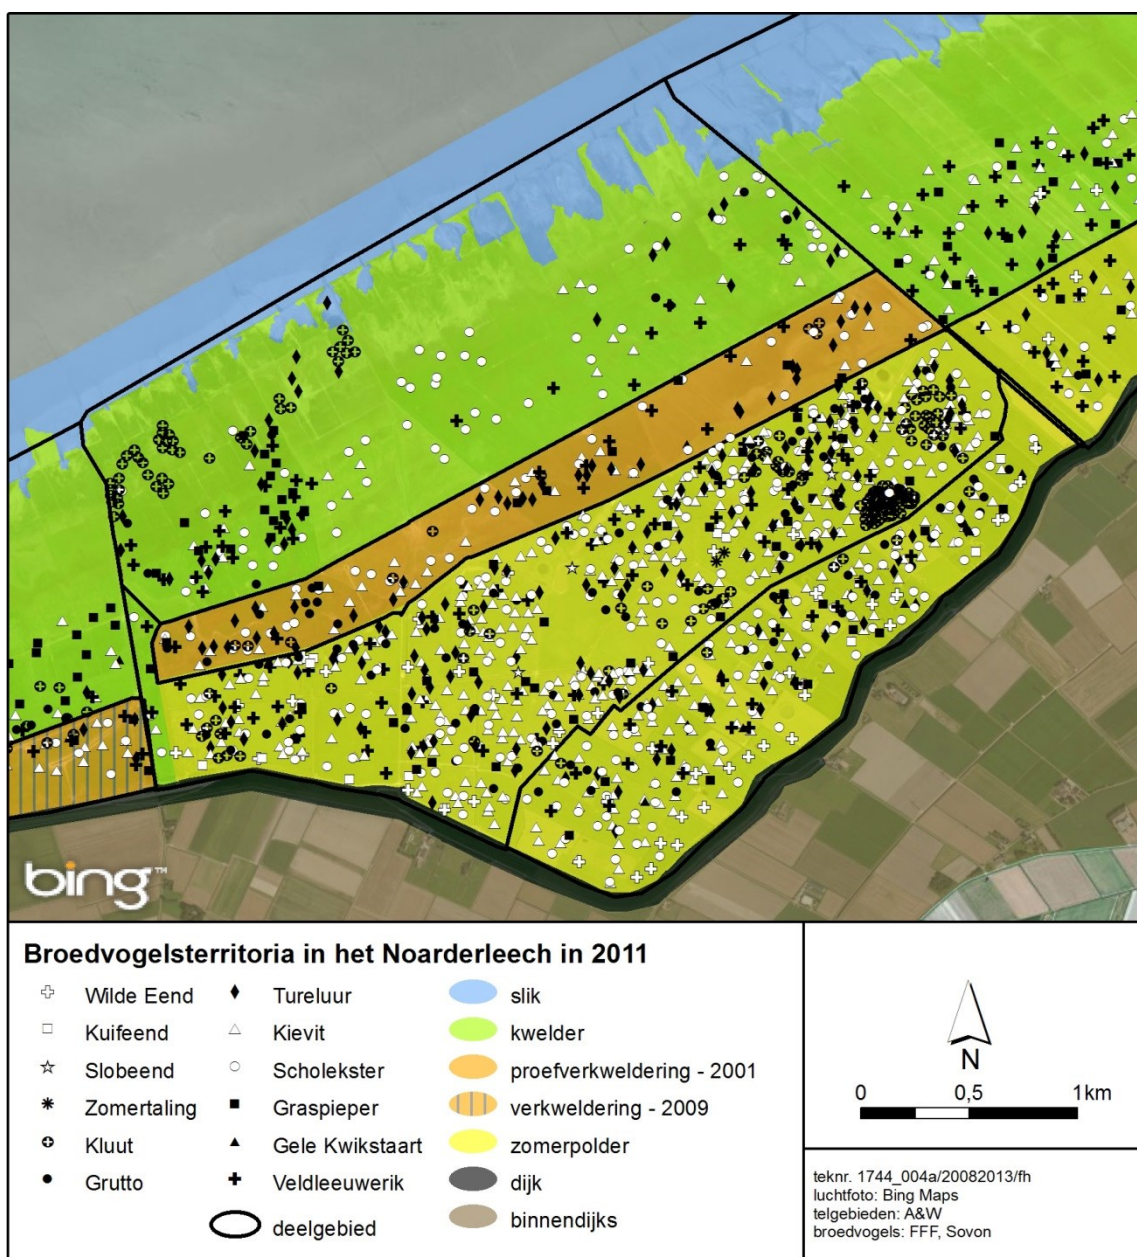 bing™
Broedvogelsterritoria in het Noarderleech in 2011
Wilde Eend
Kuifeend
Slobeend
Zomertaling
Kluut
Grutto
Tureluur
Kievit
Scholekster
Graspieper
Gele Kwikstaart
Veldleeuwerik
deelgebied
slik
kwelder
proefverkweldering - 2001
verkweldering - 2009
zomerpolder
dijk
binnendijks
N
0 0,5 1km
teknr. 1744_004a/20082013/fh
luchtfoto: Bing Maps
telgebieden: A&W
broedvogels: FFF, Sovon